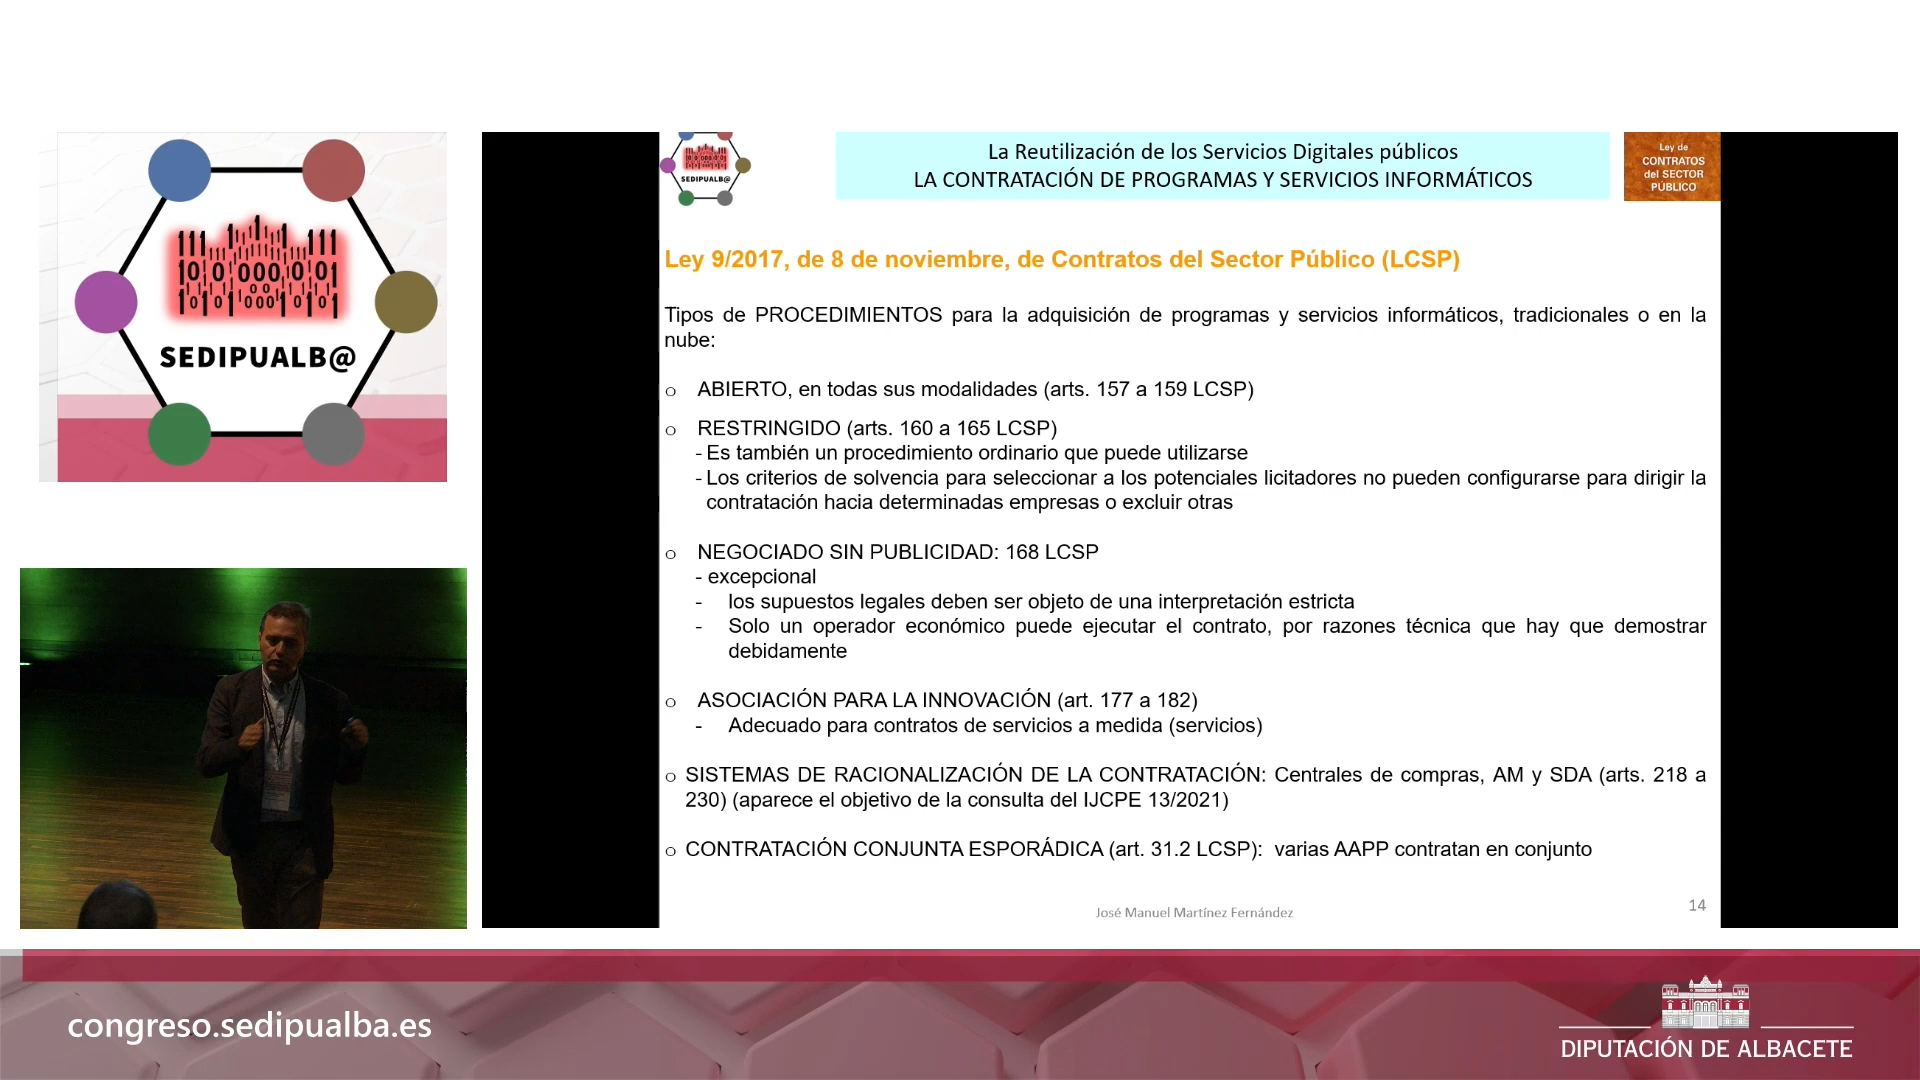 SEDIPUALB@
La Reutilización de los Servicios Digitales públicos
LA CONTRATACIÓN DE PROGRAMAS Y SERVICIOS INFORMÁTICOS
SEDIPUALB@
Ley de
CONTRATOS
del SECTOR
PÚBLICO
Ley 9/2017, de 8 de noviembre, de Contratos del Sector Público (LCSP)
Tipos de PROCEDIMIENTOS para la adquisición de programas y servicios informáticos, tradicionales o en la
nube:
o ABIERTO, en todas sus modalidades (arts. 157 a 159 LCSP)
o RESTRINGIDO (arts. 160 a 165 LCSP)
- Es también un procedimiento ordinario que puede utilizarse
- Los criterios de solvencia para seleccionar a los potenciales licitadores no pueden configurarse para dirigir la
contratación hacia determinadas empresas o excluir otras
o NEGOCIADO SIN PUBLICIDAD: 168 LCSP
- excepcional
- los supuestos legales deben ser objeto de una interpretación estricta
- Solo un operador económico puede ejecutar el contrato, por razones técnica que hay que demostrar
debidamente
o ASOCIACIÓN PARA LA INNOVACIÓN (art. 177 a 182)
- Adecuado para contratos de servicios a medida (servicios)
o SISTEMAS DE RACIONALIZACIÓN DE LA CONTRATACIÓN: Centrales de compras, AM y SDA (arts. 218 a
230) (aparece el objetivo de la consulta del IJCPE 13/2021)
o CONTRATACIÓN CONJUNTA ESPORÁDICA (art. 31.2 LCSP): varias AAPP contratan en conjunto
José Manuel Martínez Fernández
14
congreso.sedipualba.es
DIPUTACIÓN DE ALBACETE